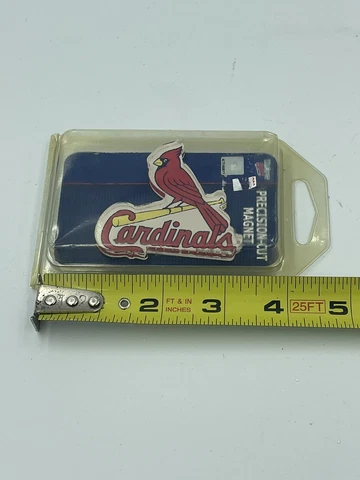 Cardinals
PRECISION-CUT
MAGNET
2 FT & IN 3 4 25FT 5
INCHES